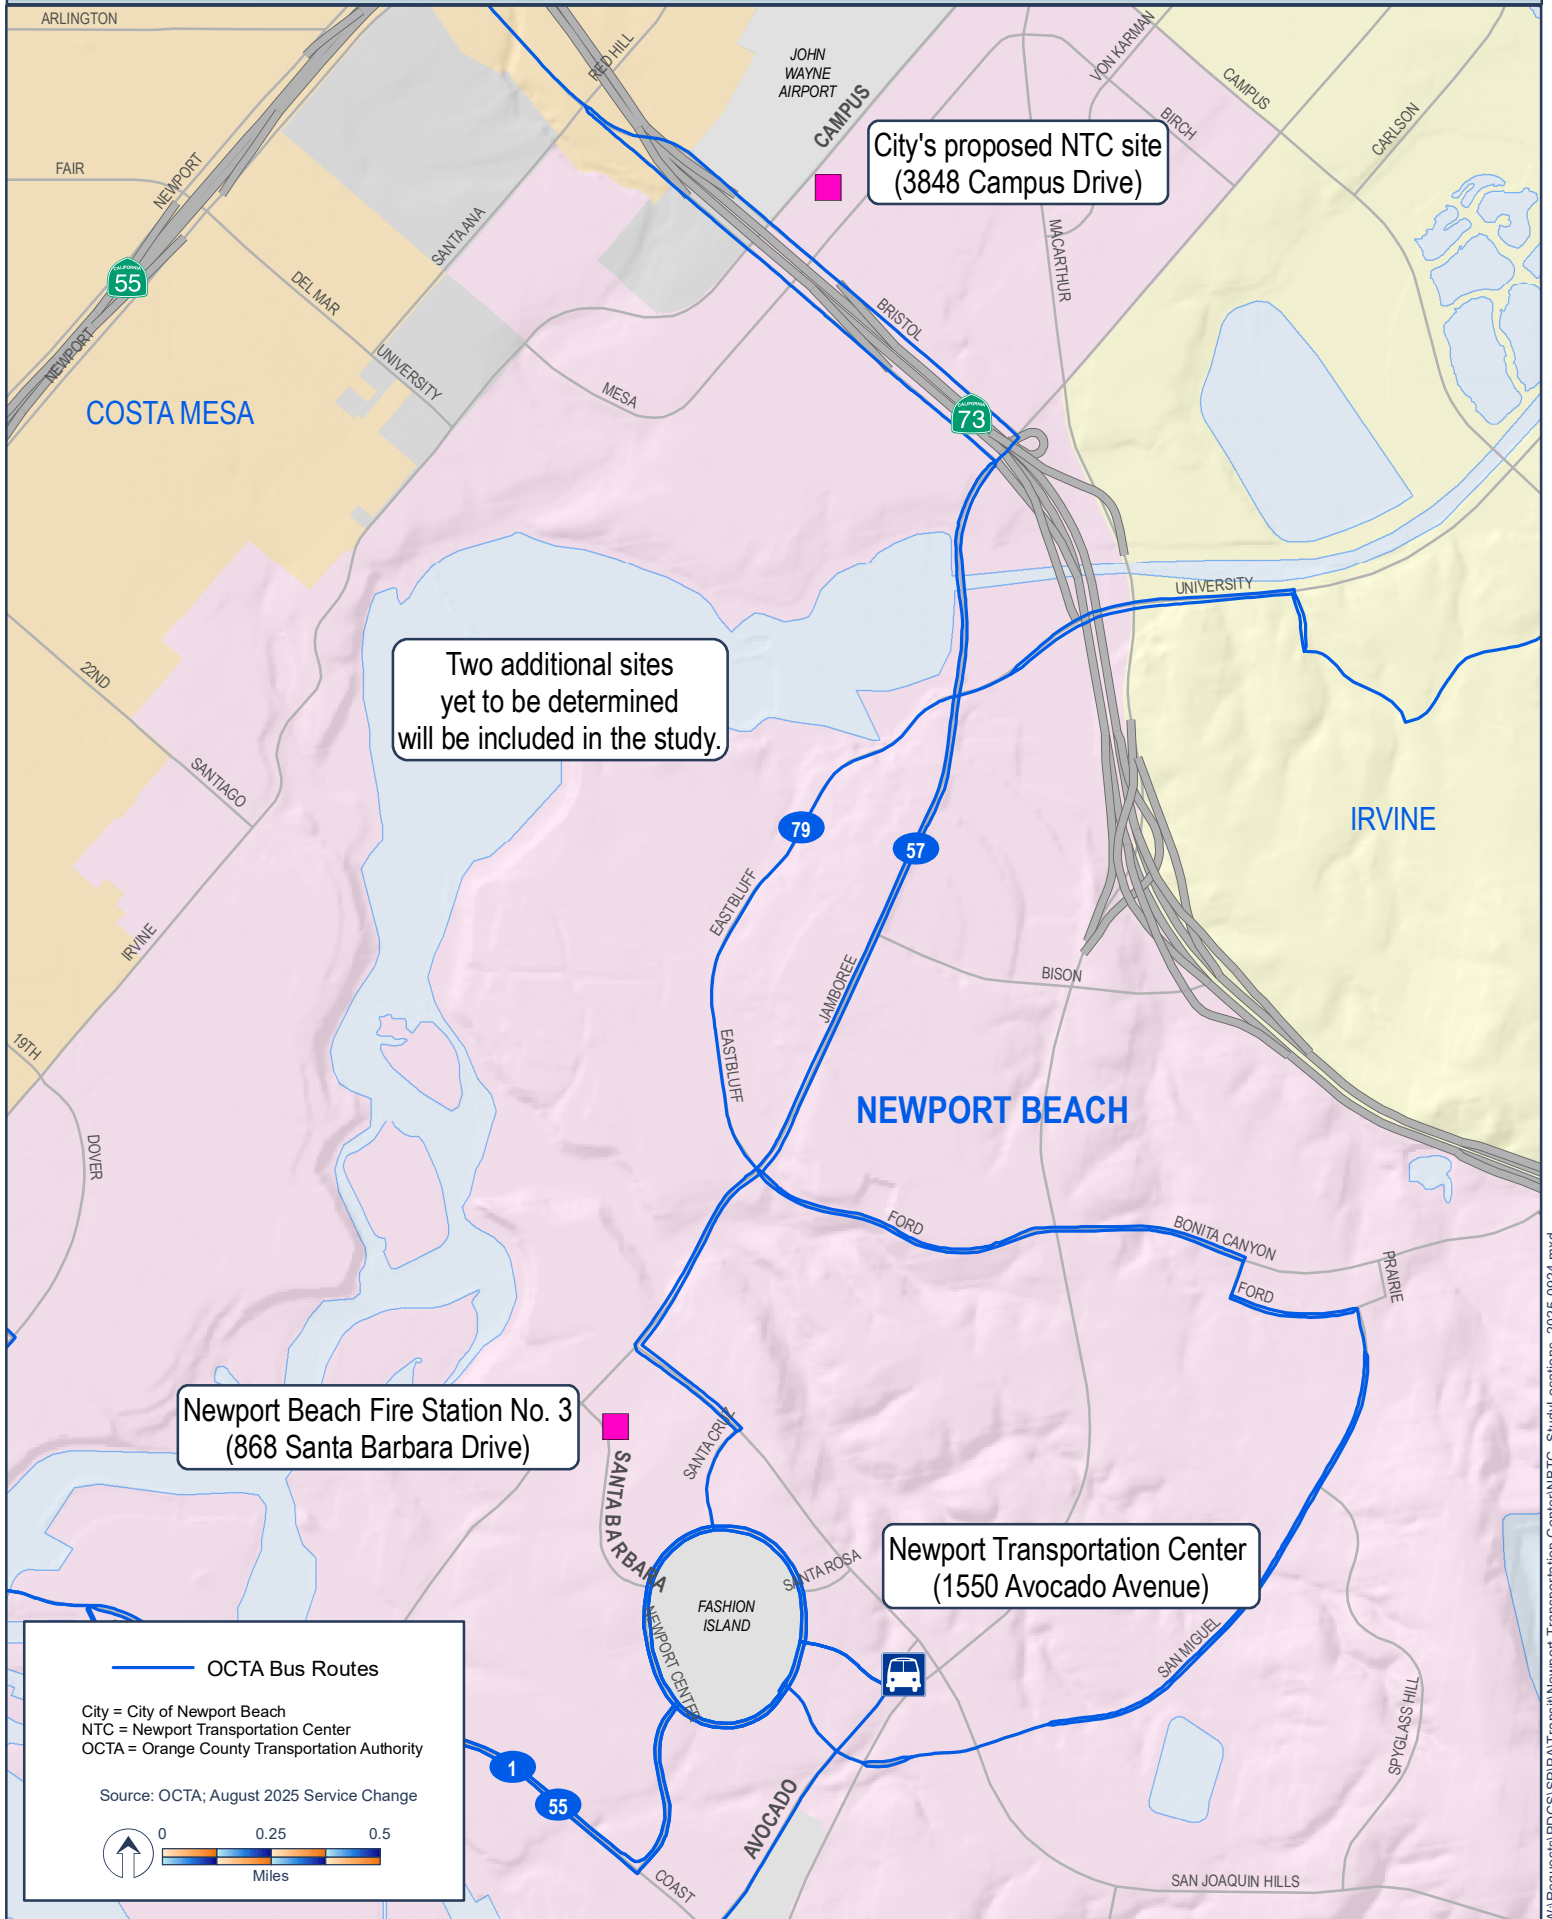 ARLINGTON
RED HILL
JOHN
WAYNE
AIRPORT
VON KARMAN
CAMPUS
CAMPUS
BIRCH
CARLSON
City's proposed NTC site
(3848 Campus Drive)
FAIR
NEWPORT
SANTA ANA
MACARTHUR
CALIFORNIA
55
DEL MAR
BRISTOL
NEWPORT
UNIVERSITY
MESA
COSTA MESA
CALIFORNIA
73
UNIVERSITY
Two additional sites
yet to be determined
will be included in the study.
22ND
SANTIAGO
79
57
IRVINE
EASTBLUFF
IRVINE
JAMBOREE
BISON
19TH
EASTBLUFF
NEWPORT BEACH
DOVER
FORD
BONITA CANYON
PRAIRIE
FORD
Newport Beach Fire Station No. 3
(868 Santa Barbara Drive)
SANTA CRUZ
SANTA BARBARA
Newport Transportation Center
(1550 Avocado Avenue)
SANTA ROSA
FASHION
ISLAND
NEWPORT CENTER
SAN MIGUEL
SPYGLASS HILL
OCTA Bus Routes
City = City of Newport Beach
NTC = Newport Transportation Center
OCTA = Orange County Transportation Authority
Source: OCTA; August 2025 Service Change
0 0.25 0.5
Miles
1
55
AVOCADO
COAST
SAN JOAQUIN HILLS